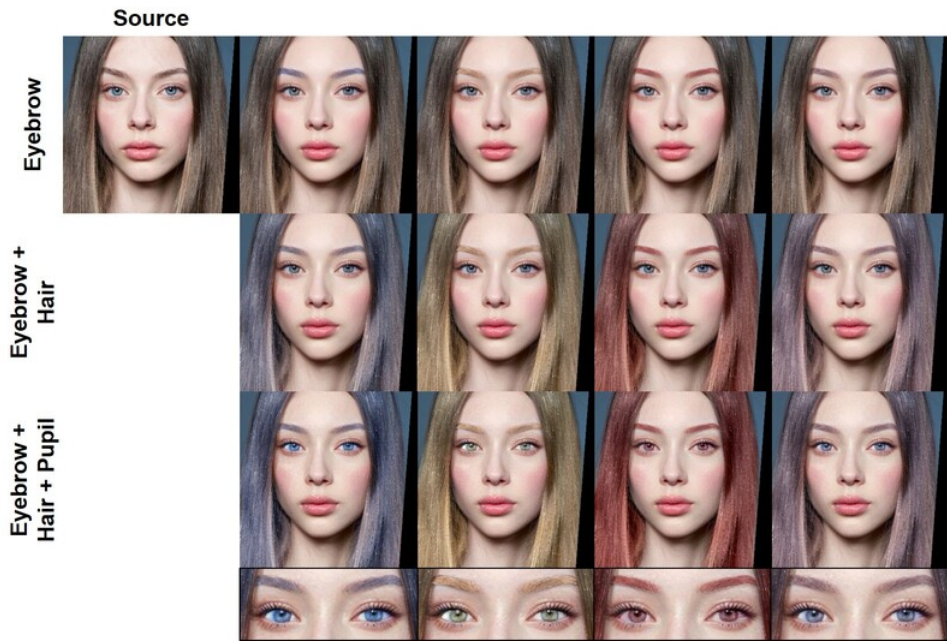 Source
Eyebrow
Eyebrow +
Hair
Eyebrow +
Hair + Pupil